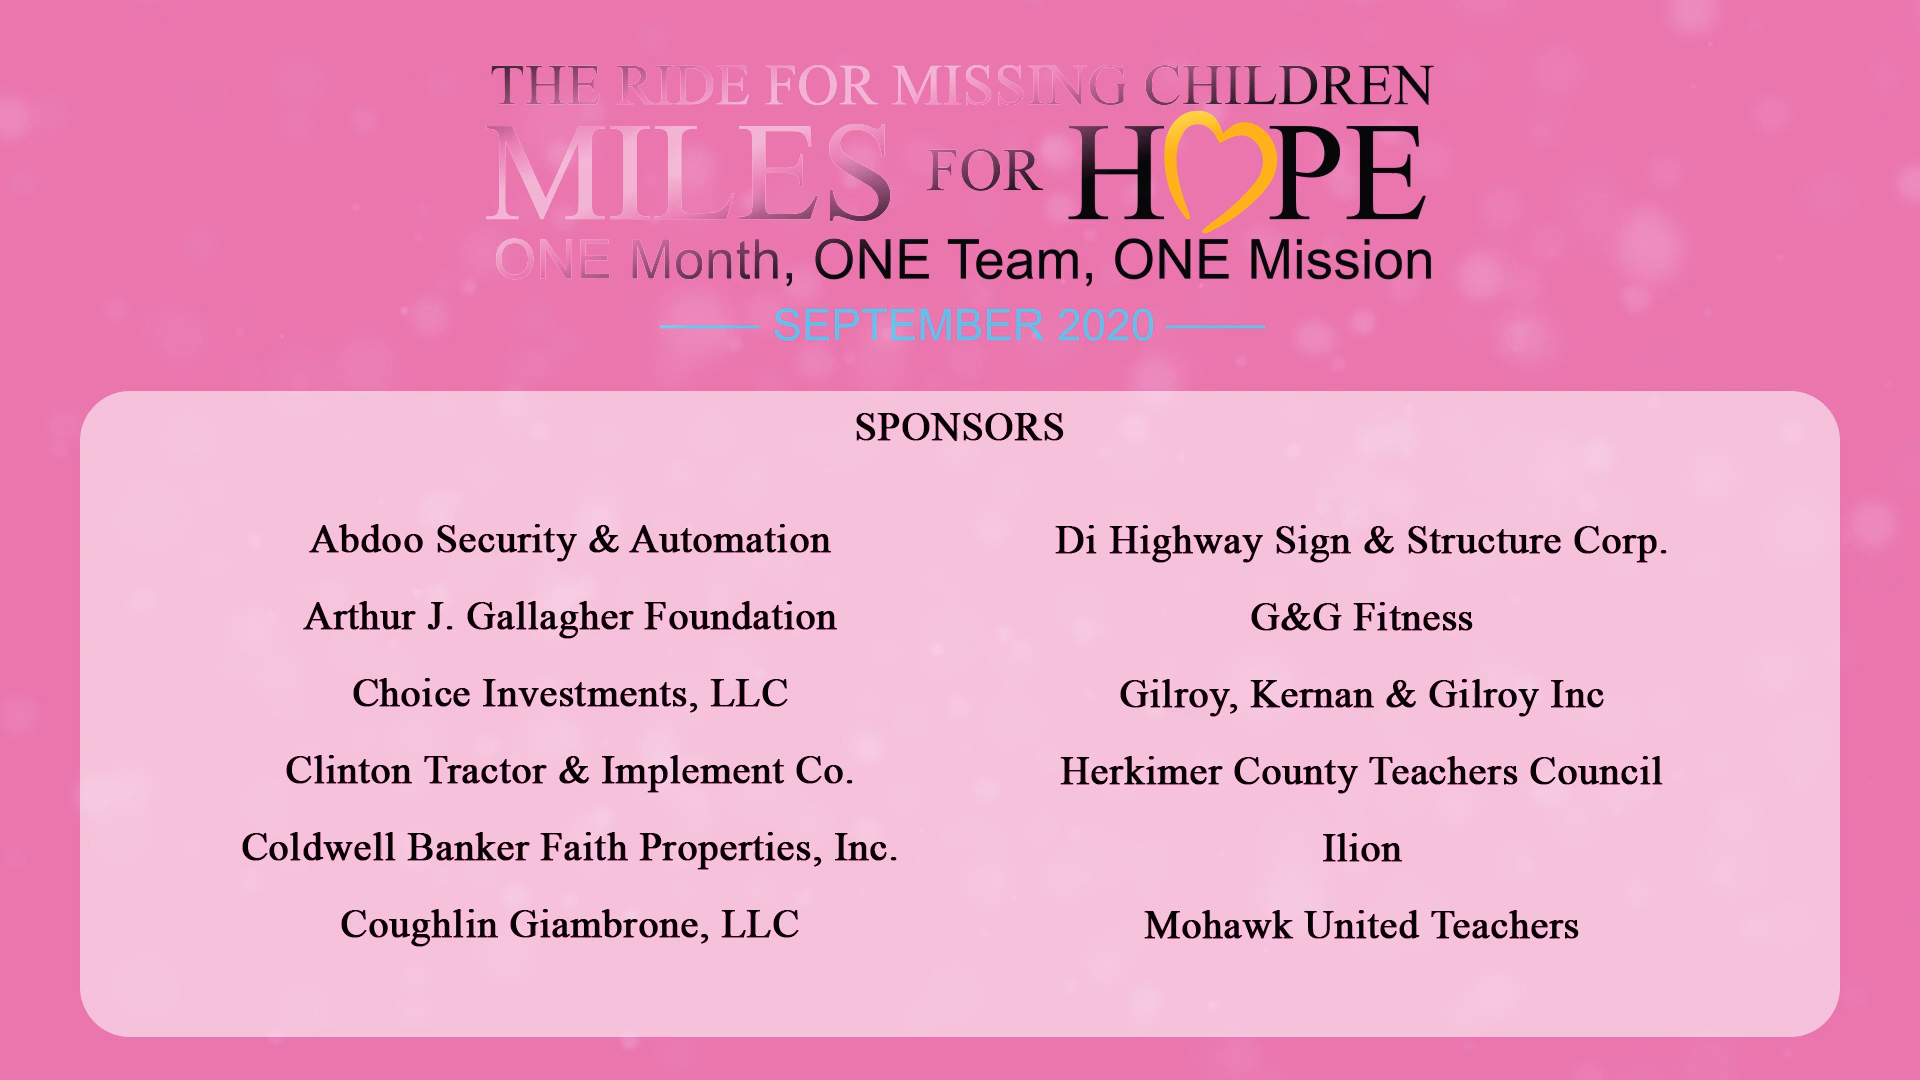 THE RIDE FOR MISSING CHILDREN
MILES FOR HOPE
ONE Month, ONE Team, ONE Mission
SEPTEMBER 2020
SPONSORS
Abdoo Security & Automation
Arthur J. Gallagher Foundation
Choice Investments, LLC
Clinton Tractor & Implement Co.
Coldwell Banker Faith Properties, Inc.
Coughlin Giambrone, LLC
Di Highway Sign & Structure Corp.
G&G Fitness
Gilroy, Kernan & Gilroy Inc
Herkimer County Teachers Council
Ilion
Mohawk United Teachers